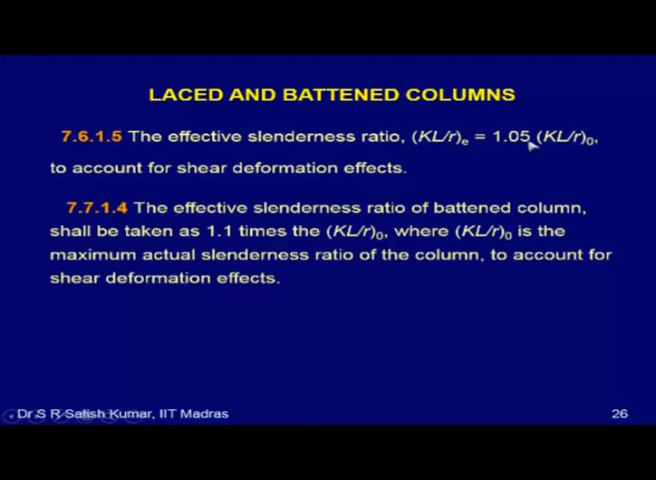 LACED AND BATTENED COLUMNS
7.6.1.5 The effective slenderness ratio, (KL/r)e = 1.05 (KL/r)0,
to account for shear deformation effects.
7.7.1.4 The effective slenderness ratio of battened column,
shall be taken as 1.1 times the (KL/r)0, where (KL/r)0 is the
maximum actual slenderness ratio of the column, to account for
shear deformation effects.
Dr S R Satish Kumar, IIT Madras
26